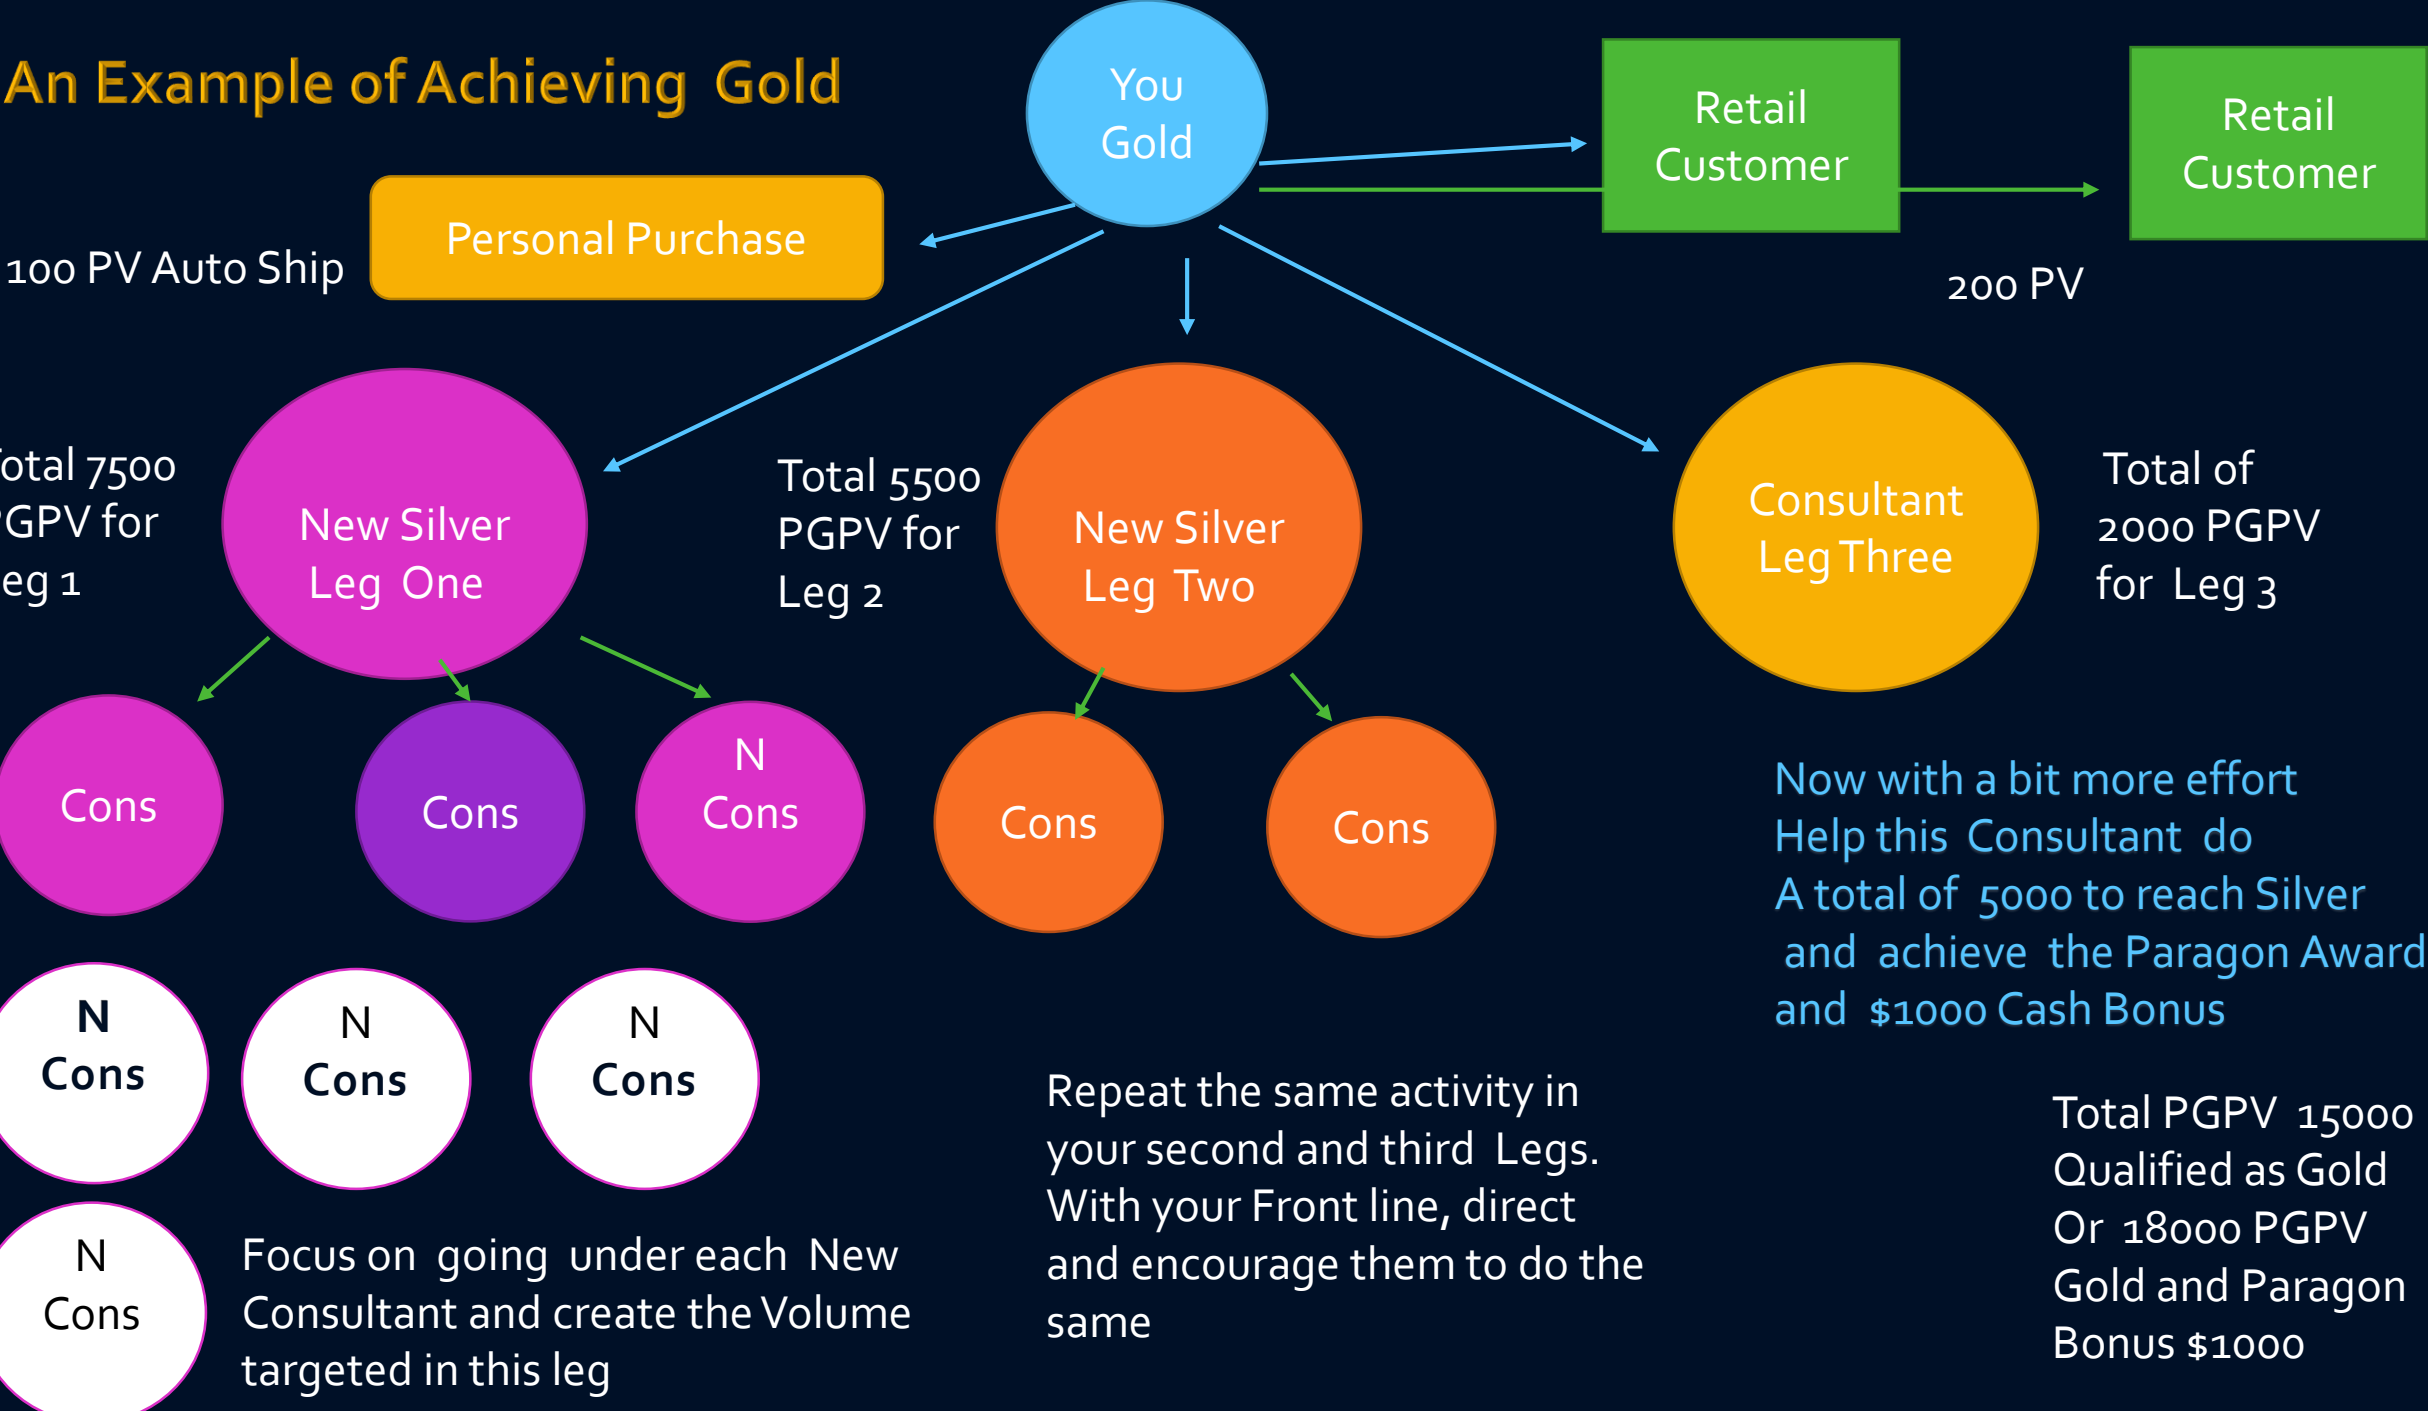 An Example of Achieving Gold
You
Gold
Retail
Customer
Retail
Customer
Personal Purchase
100 PV Auto Ship
200 PV
otal 7500
GPV for
eg 1
New Silver
Leg One
Total 5500
PGPV for
Leg 2
New Silver
Leg Two
Consultant
Leg Three
Total of
2000 PGPV
for Leg 3
Cons
Cons
N
Cons
Cons
Cons
Now with a bit more effort
Help this Consultant do
A total of 5000 to reach Silver
and achieve the Paragon Award
and $1000 Cash Bonus
N
Cons
N
Cons
N
Cons
Repeat the same activity in
your second and third Legs.
With your Front line, direct
and encourage them to do the
same
Total PGPV 15000
Qualified as Gold
Or 18000 PGPV
Gold and Paragon
Bonus $1000
N
Cons
Focus on going under each New
Consultant and create the Volume
targeted in this leg